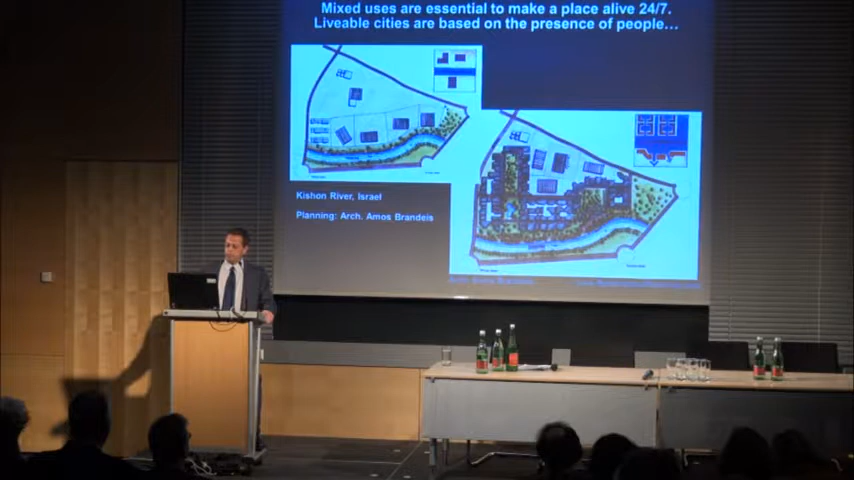 Mixed uses are essential to make a place alive 24/7.
Liveable cities are based on the presence of people…
Kishon River, Israel
Planning: Arch. Amos Brandeis